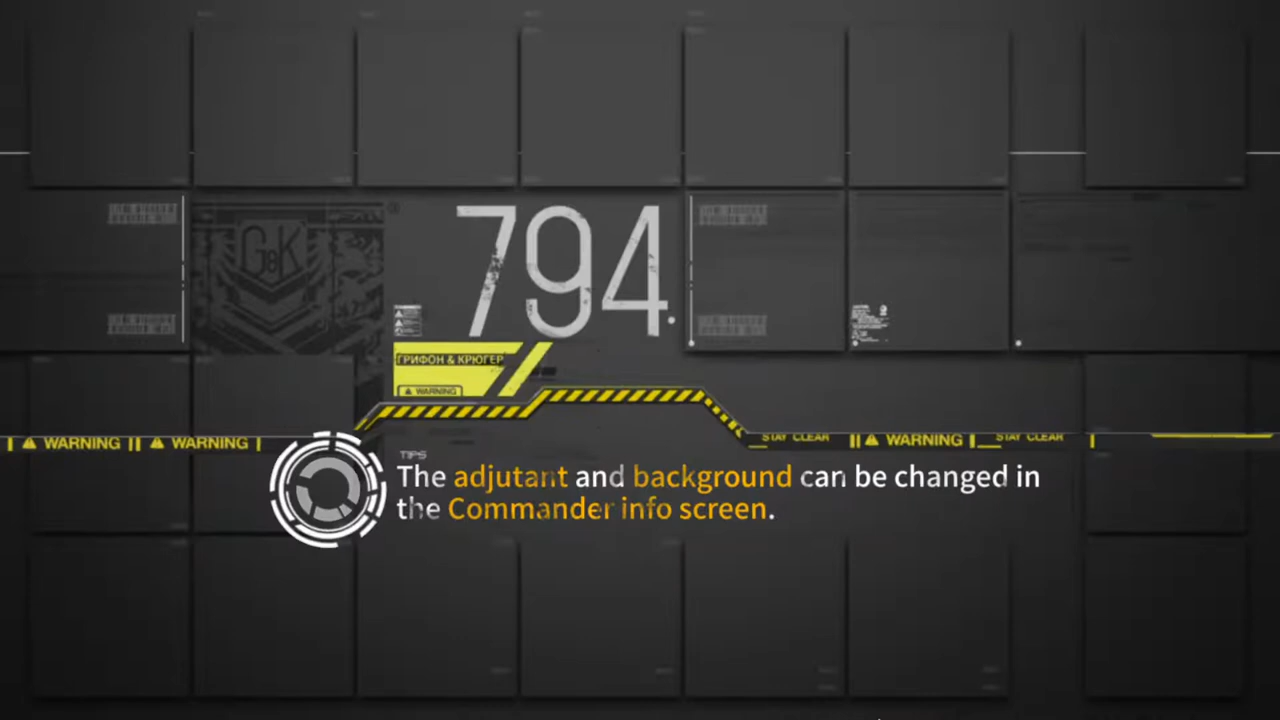 G&K
794.
ГРИФОН & КРЮГЕР
WARNING
WARNING
WARNING
STAY CLEAR
WARNING
STAY CLEAR
TIPS
The adjutant and background can be changed in
the Commander info screen.